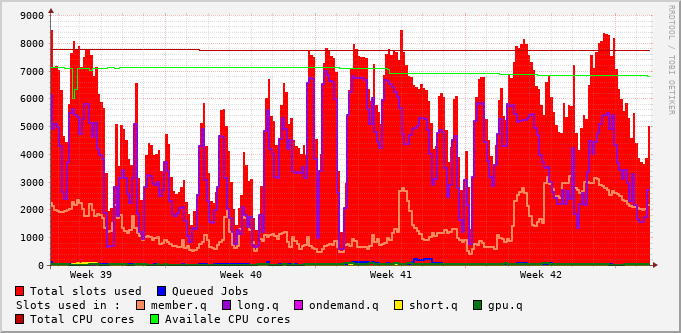 9000
8000
7000
6000
5000
4000
3000
2000
1000
0
Week 39 Week 40 Week 41 Week 42
RRDTOOL / TOBI OETIKER
Total slots used Queued Jobs
Slots used in : member.q long.q ondemand.q short.q gpu.q
Total CPU cores Availale CPU cores